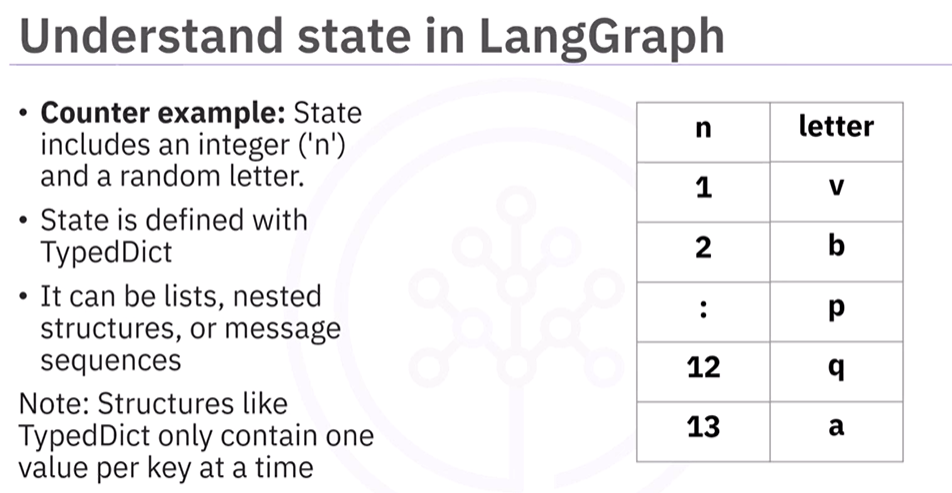 Understand state in LangGraph
• Counter example: State
includes an integer ('n')
and a random letter.
• State is defined with
TypedDict
• It can be lists, nested
structures, or message
sequences
Note: Structures like
TypedDict only contain one
value per key at a time
n letter
1 v
2 b
: p
12 q
13 a